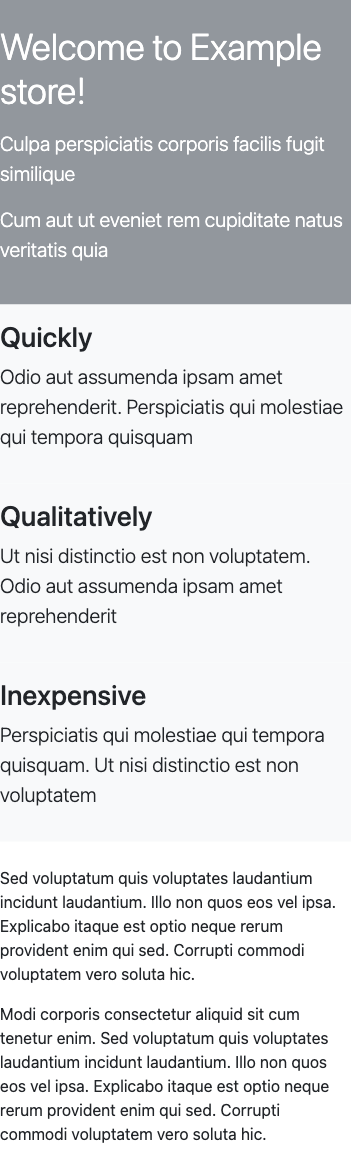 Welcome to Example
store!
Culpa perspiciatis corporis facilis fugit
similique
Cum aut ut eveniet rem cupiditate natus
veritatis quia
Quickly
Odio aut assumenda ipsam amet
reprehenderit. Perspiciatis qui molestiae
qui tempora quisquam
Qualitatively
Ut nisi distinctio est non voluptatem.
Odio aut assumenda ipsam amet
reprehenderit
Inexpensive
Perspiciatis qui molestiae qui tempora
quisquam. Ut nisi distinctio est non
voluptatem
Sed voluptatum quis voluptates laudantium
incidunt laudantium. Illo non quos eos vel ipsa.
Explicabo itaque est optio neque rerum
provident enim qui sed. Corrupti commodi
voluptatem vero soluta hic.
Modi corporis consectetur aliquid sit cum
tenetur enim. Sed voluptatum quis voluptates
laudantium incidunt laudantium. Illo non quos
eos vel ipsa. Explicabo itaque est optio neque
rerum provident enim qui sed. Corrupti
commodi voluptatem vero soluta hic.